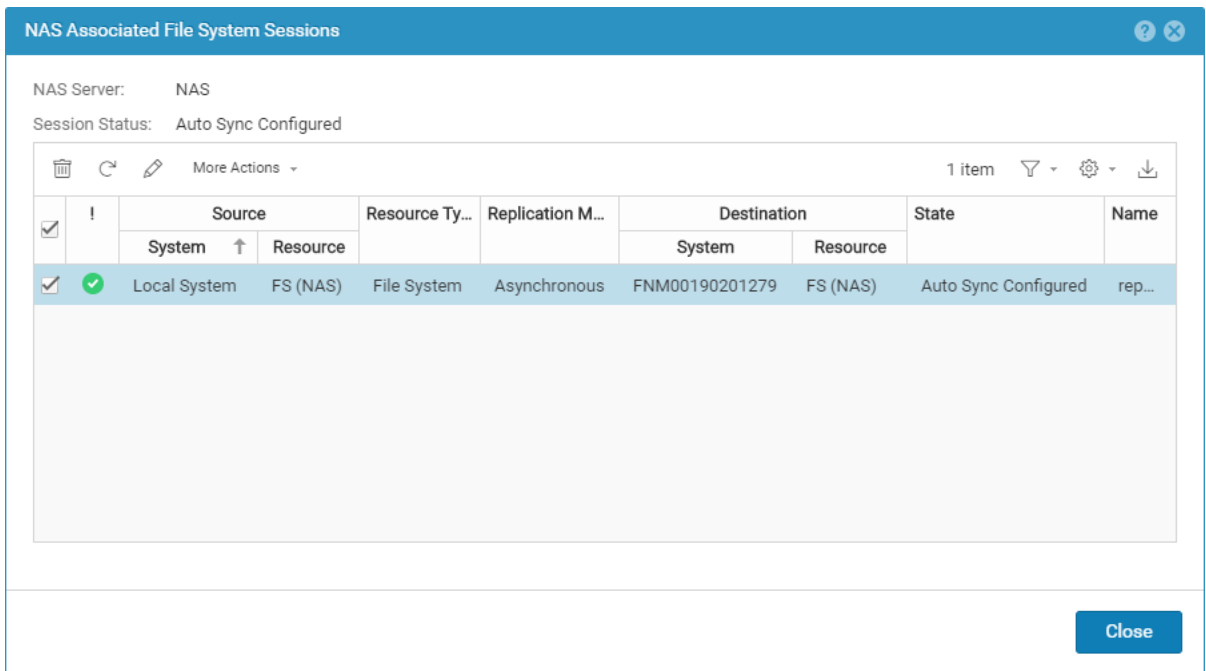 NAS Associated File System Sessions
NAS Server: NAS
Session Status: Auto Sync Configured
More Actions 1 item
! Source Resource Ty... Replication M... Destination State Name
System Resource System Resource
Local System FS (NAS) File System Asynchronous FNM00190201279 FS (NAS) Auto Sync Configured rep...
Close